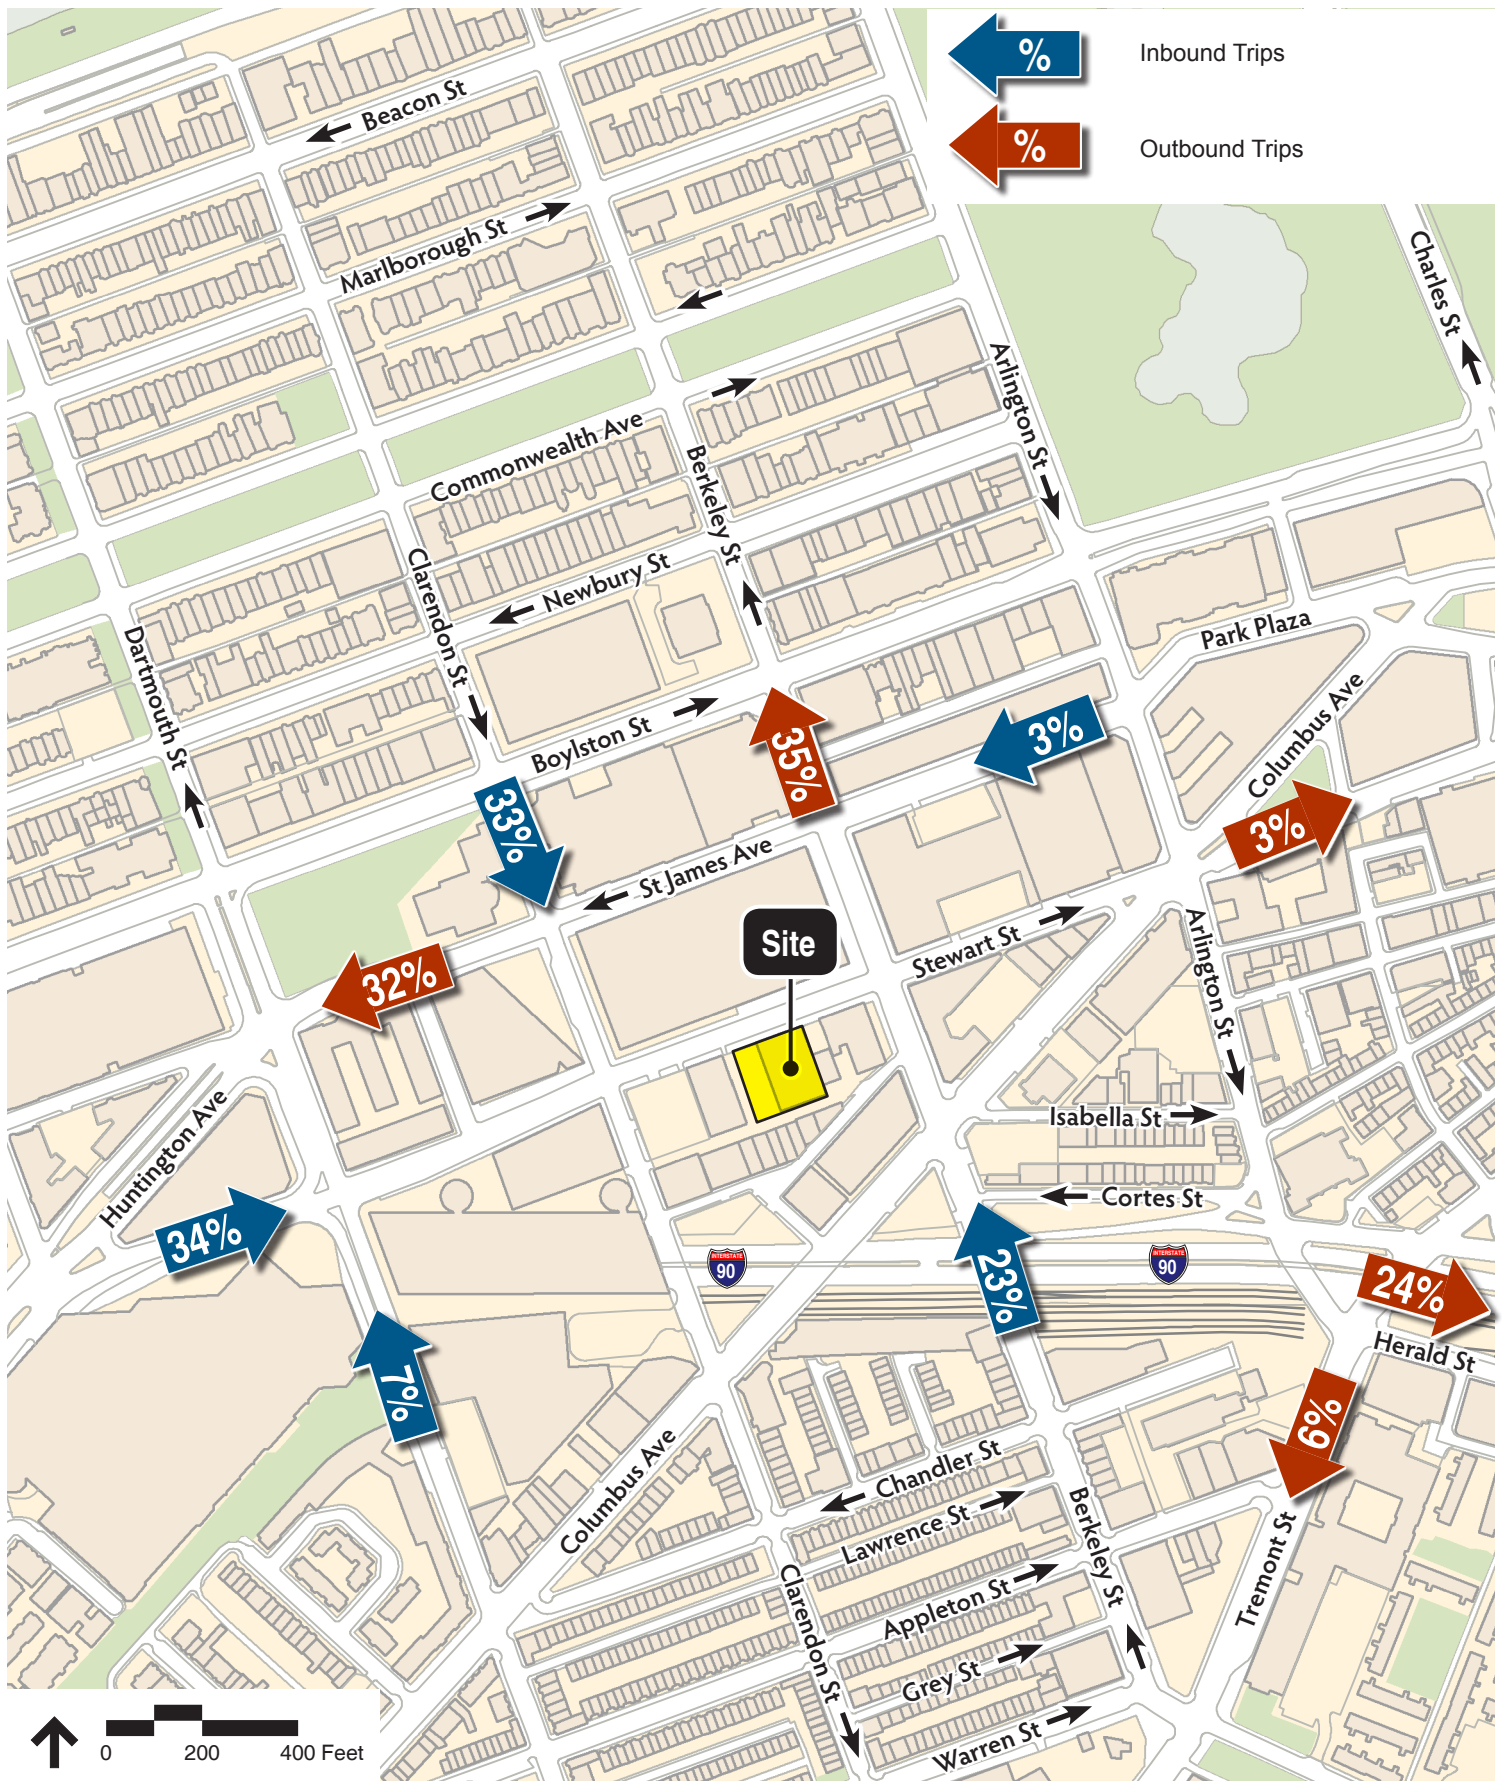 %
Inbound Trips
%
Outbound Trips
Beacon St
Marlborough St
Charles St
Arlington St
Commonwealth Ave
Berkeley St
Clarendon St
Newbury St
Dartmouth St
Park Plaza
Columbus Ave
Boylston St
35%
3%
33%
3%
St James Ave
Site
Stewart St
Arlington St
32%
Huntington Ave
Isabella St
Cortes St
34%
INTERSTATE
90
INTERSTATE
90
23%
24%
Herald St
7%
6%
Columbus Ave
Chandler St
Lawrence St
Berkeley St
Appleton St
Tremont St
Clarendon St
Grey St
Warren St
0 200 400 Feet